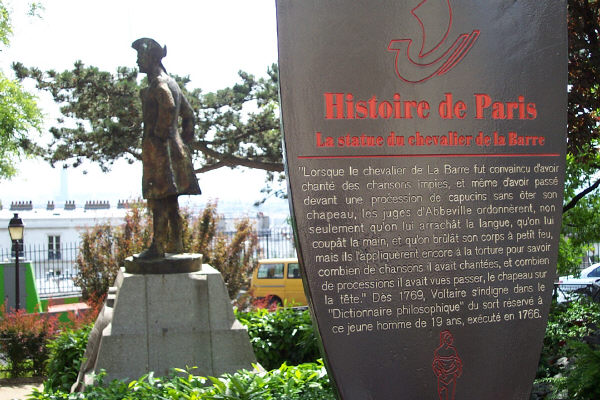 Histoire de Paris
La statue du chevalier de la Barre
"Lorsque le chevalier de La Barre fut convaincu d'avoir
chanté des chansons impies, et même d'avoir passé
devant une procession de capucins sans ôter son
chapeau, les juges d'Abbeville ordonnèrent, non
seulement qu'on lui arrachât la langue, qu'on lui
coupât la main, et qu'on brûlât son corps à petit feu,
mais ils l'appliquèrent encore à la torture pour savoir
combien de chansons il avait chantées, et combien
de processions il avait vues passer, le chapeau sur
la tête." Dès 1769, Voltaire s'indigne dans le
"Dictionnaire philosophique" du sort réservé à
ce jeune homme de 19 ans, exécuté en 1766.